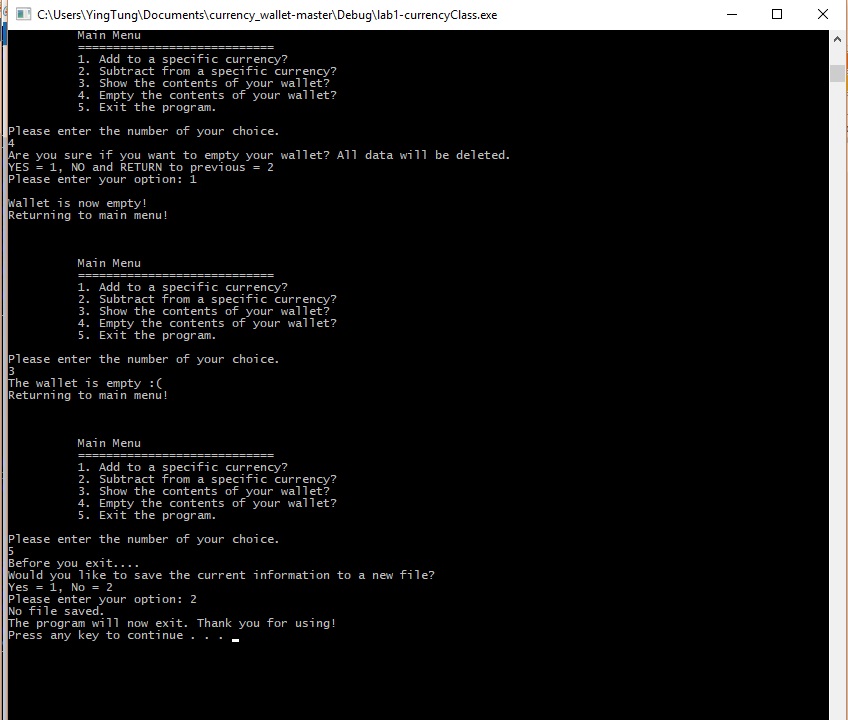 C:\Users\YingTung\Documents\currency_wallet-master\Debug\lab1-currencyClass.exe
Main Menu
============================
1. Add to a specific currency?
2. Subtract from a specific currency?
3. Show the contents of your wallet?
4. Empty the contents of your wallet?
5. Exit the program.
Please enter the number of your choice.
4
Are you sure if you want to empty your wallet? All data will be deleted.
YES = 1, NO and RETURN to previous = 2
Please enter your option: 1
Wallet is now empty!
Returning to main menu!
Main Menu
============================
1. Add to a specific currency?
2. Subtract from a specific currency?
3. Show the contents of your wallet?
4. Empty the contents of your wallet?
5. Exit the program.
Please enter the number of your choice.
3
The wallet is empty :(
Returning to main menu!
Main Menu
============================
1. Add to a specific currency?
2. Subtract from a specific currency?
3. Show the contents of your wallet?
4. Empty the contents of your wallet?
5. Exit the program.
Please enter the number of your choice.
5
Before you exit....
Would you like to save the current information to a new file?
Yes = 1, No = 2
Please enter your option: 2
No file saved.
The program will now exit. Thank you for using!
Press any key to continue . . . _